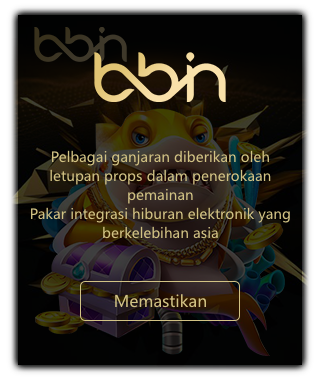 bbin
bbin
Pelbagai ganjaran diberikan oleh
letupan props dalam penerokaan
pemainan
Pakar integrasi hiburan elektronik yang
berkelebihan asia
Memastikan